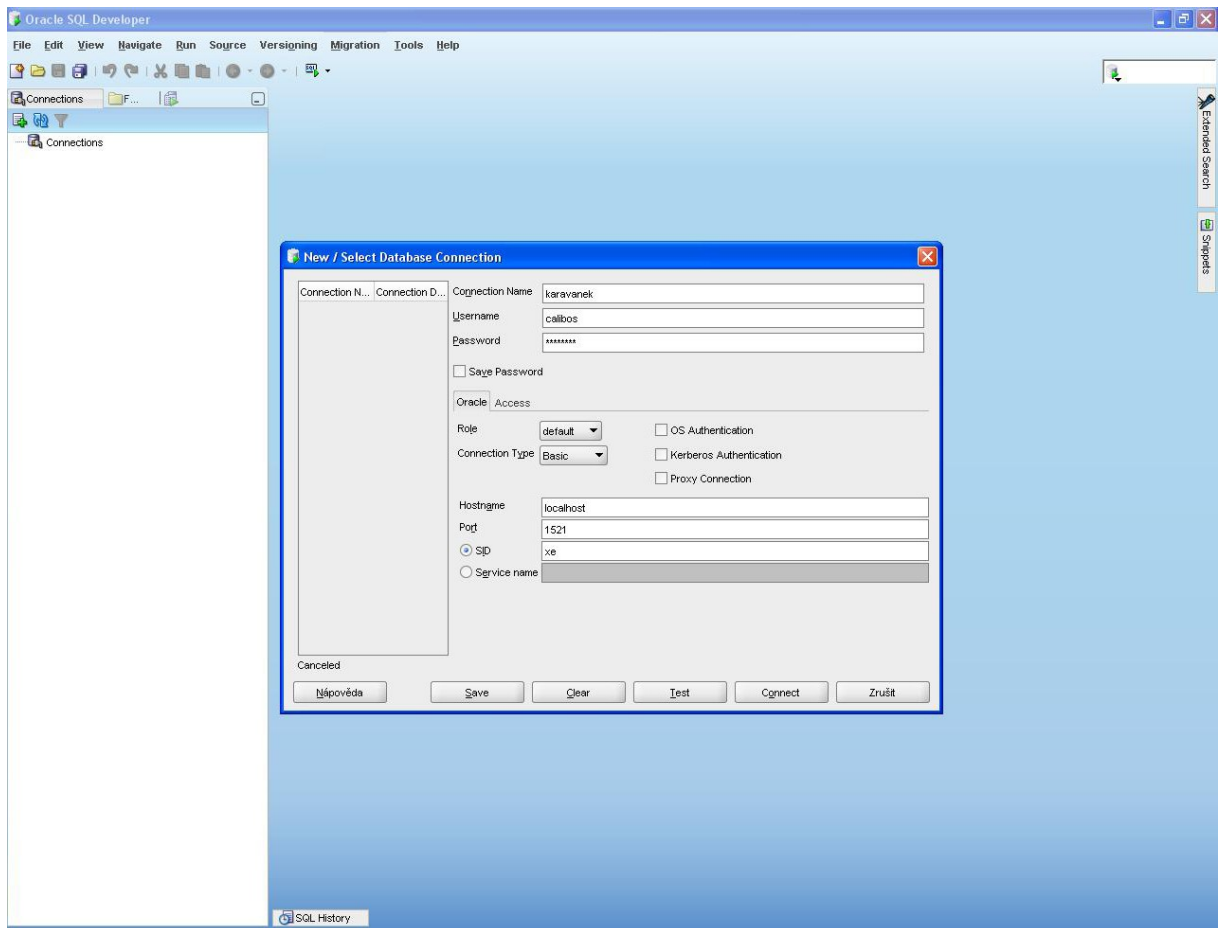 Oracle SQL Developer
File Edit View Navigate Run Source Versioning Migration Tools Help
Connections F...
Connections
Extended Search
Snippets
New / Select Database Connection
Connection N... Connection D...
Connection Name karavanek
Username calibos
Password ********
Save Password
Oracle Access
Role default
OS Authentication
Connection Type Basic
Kerberos Authentication
Proxy Connection
Hostname localhost
Port 1521
SID xe
Service name
Canceled
Nápověda Save Clear Test Connect Zrušit
SQL History